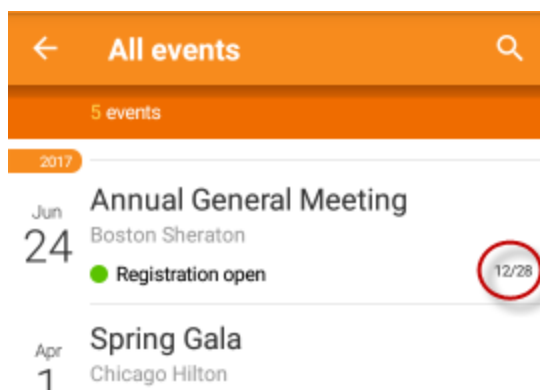 All events
5 events
2017
Jun
24
Annual General Meeting
Boston Sheraton
Registration open
12/28
Apr
1
Spring Gala
Chicago Hilton